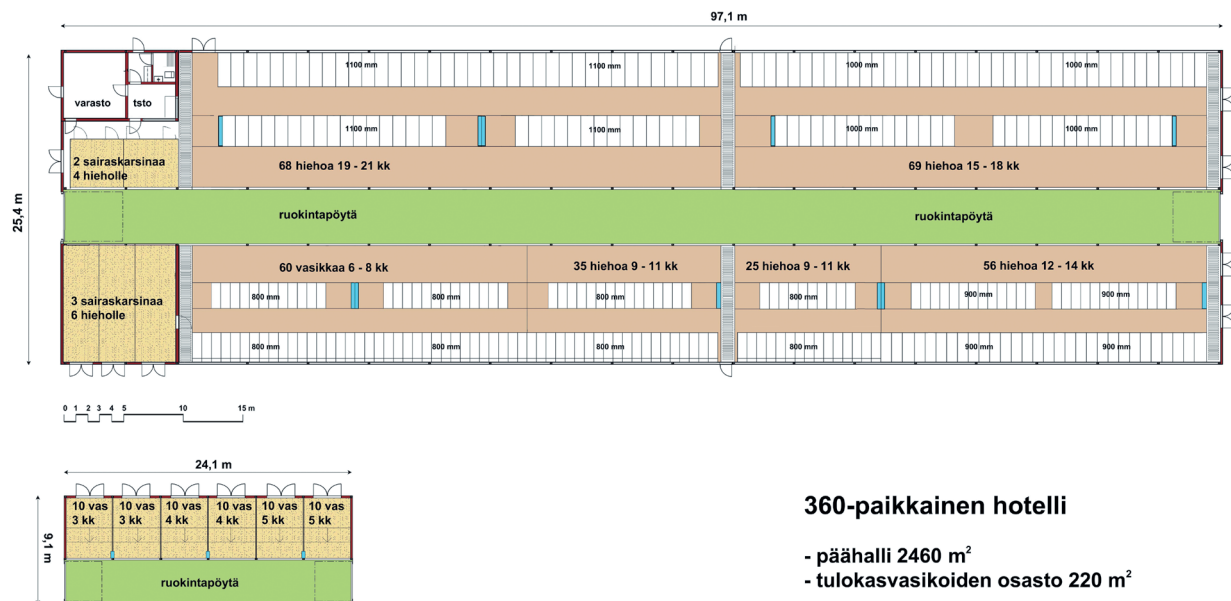 97,1 m
25,4 m
1100 mm
1100 mm
1000 mm
1000 mm
varasto
tsto
1100 mm
1100 mm
1000 mm
1000 mm
2 sairaskarsinaa
4 hieholle
68 hiehoa 19 - 21 kk
69 hiehoa 15 - 18 kk
ruokintapöytä
ruokintapöytä
60 vasikkaa 6 - 8 kk
35 hiehoa 9 - 11 kk
25 hiehoa 9 - 11 kk
56 hiehoa 12 - 14 kk
3 sairaskarsinaa
6 hieholle
800 mm
800 mm
800 mm
800 mm
900 mm
900 mm
800 mm
800 mm
800 mm
800 mm
900 mm
900 mm
0 1 2 3 4 5 10 15 m
24,1 m
9,1 m
10 vas
3 kk
10 vas
3 kk
10 vas
4 kk
10 vas
4 kk
10 vas
5 kk
10 vas
5 kk
ruokintapöytä
360-paikkainen hotelli
- päähalli 2460 m²
- tulokasvasikoiden osasto 220 m²